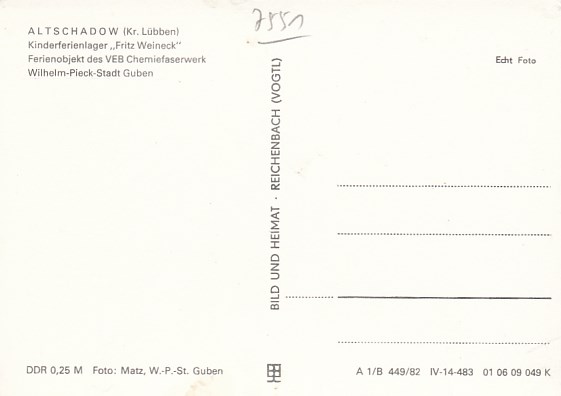 7551
ALTSCHADOW (Kr. Lübben)
Kinderferienlager „Fritz Weineck"
Ferienobjekt des VEB Chemiefaserwerk
Wilhelm-Pieck-Stadt Guben
BILD UND HEIMAT · REICHENBACH (VOGTL)
Echt Foto
DDR 0,25 M Foto: Matz, W.-P.-St. Guben
A 1/B 449/82 IV-14-483 01 06 09 049 K